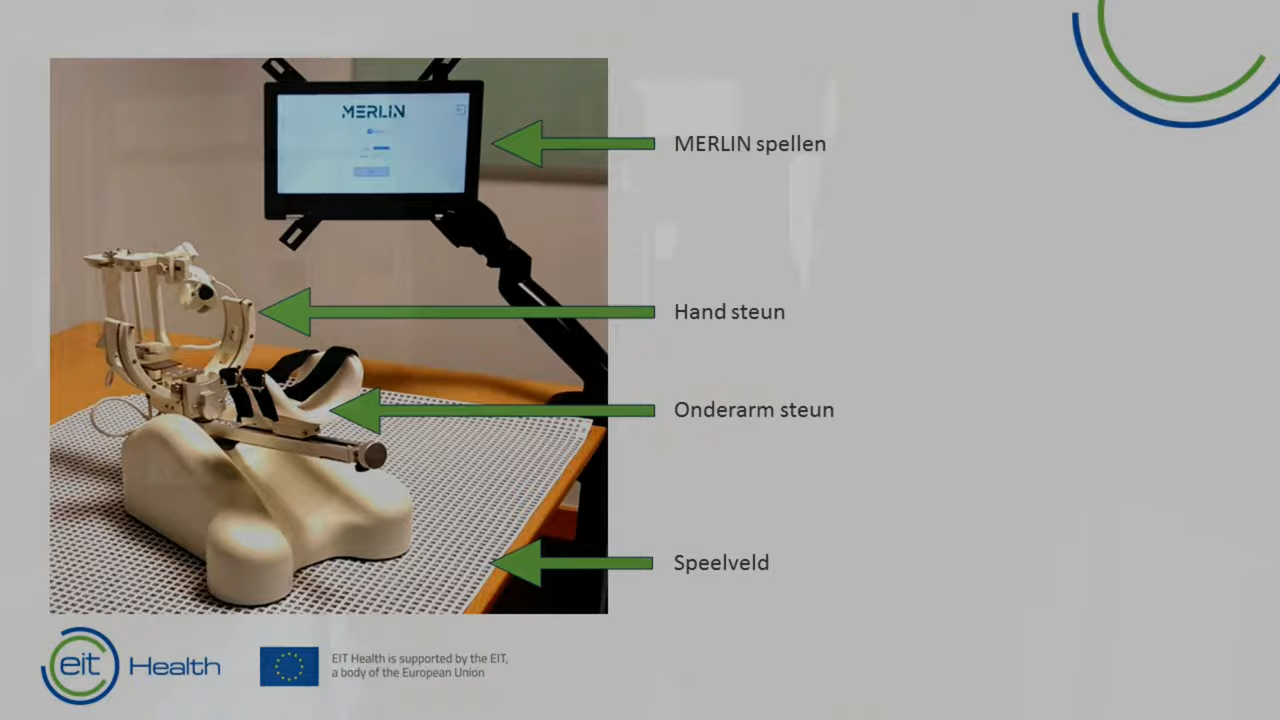 MERLIN
MERLIN spellen
Hand steun
Onderarm steun
Speelveld
eit Health
EIT Health is supported by the EIT,
a body of the European Union